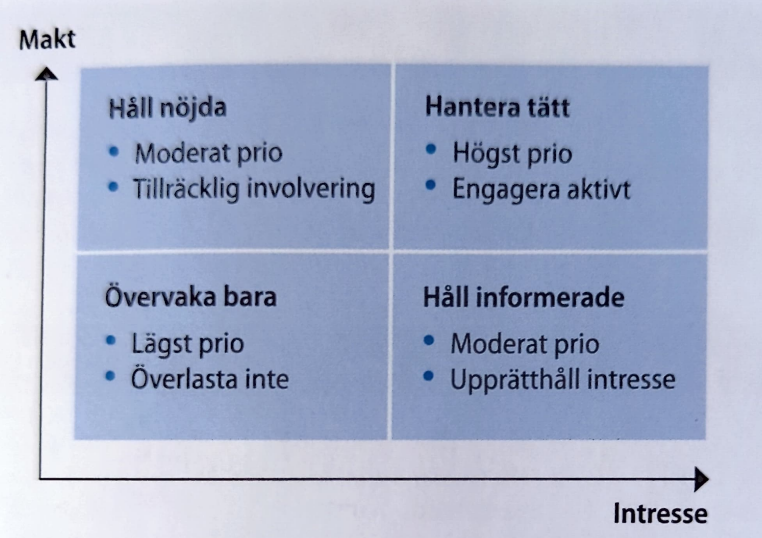 Makt
Håll nöjda
• Moderat prio
• Tillräcklig involvering
Hantera tätt
• Högst prio
• Engagera aktivt
Övervaka bara
• Lägst prio
• Överlasta inte
Håll informerade
• Moderat prio
• Upprätthåll intresse
Intresse